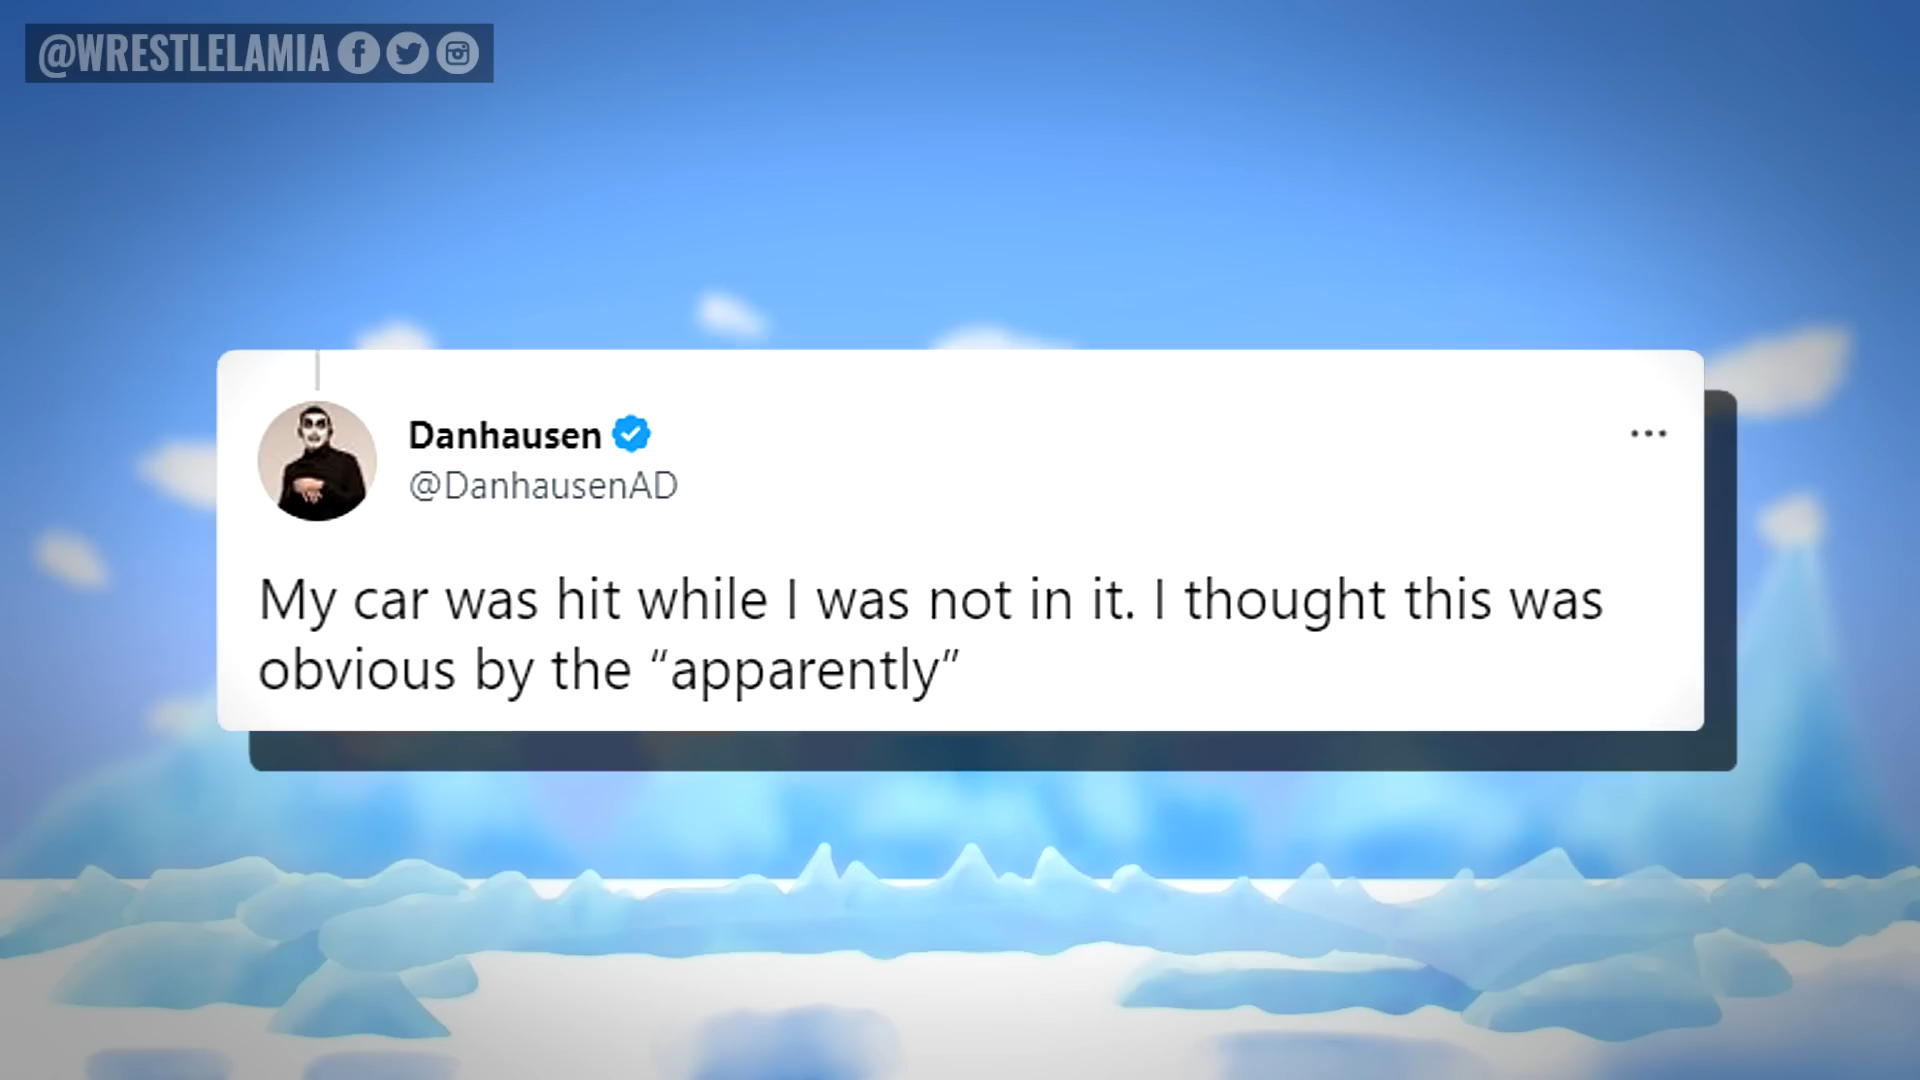 @WRESTLELAMIA
Danhausen
@DanhausenAD
My car was hit while I was not in it. I thought this was
obvious by the “apparently”